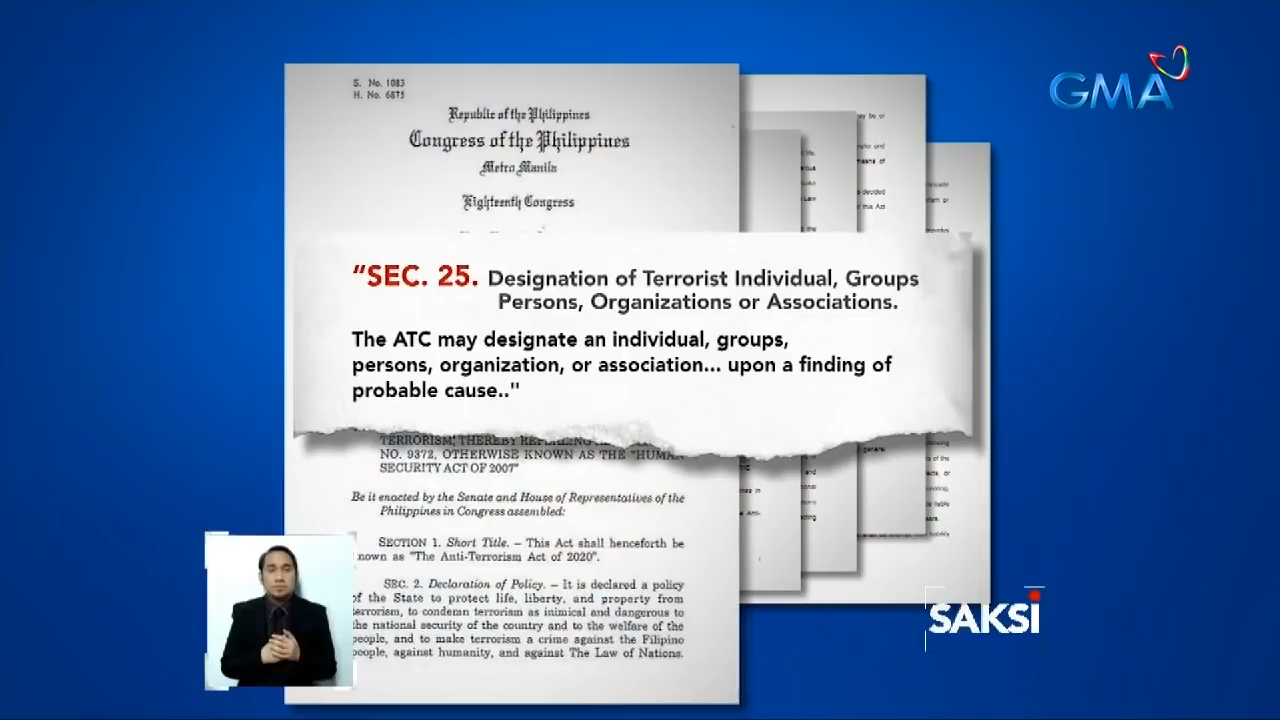 S. No. 1083
H. No. 6875
Republic of the Philippines
Congress of the Philippines
Metro Manila
Eighteenth Congress
GMA
"SEC. 25. Designation of Terrorist Individual, Groups
Persons, Organizations or Associations.
The ATC may designate an individual, groups,
persons, organization, or association... upon a finding of
probable cause.."
TERRORISM, THEREBY
NO. 9372, OTHERWISE KNOWN AS THE "HUMAN
SECURITY ACT OF 2007"
Be it enacted by the Senate and House of Representatives of the
Philippines in Congress assembled:
SECTION 1. Short Title. – This Act shall henceforth be
known as "The Anti-Terrorism Act of 2020".
SEC. 2. Declaration of Policy. – It is declared a policy
of the State to protect life, liberty, and property from
terrorism, to condemn terrorism as inimical and dangerous to
the national security of the country and to the welfare of the
people, and to make terrorism a crime against the Filipino
people, against humanity, and against The Law of Nations.
SAKSI